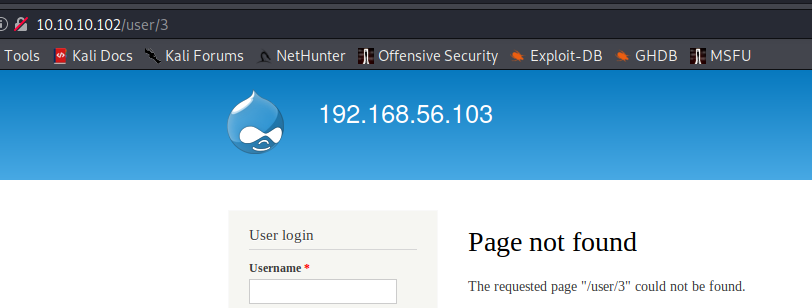 10.10.10.102/user/3
Tools Kali Docs Kali Forums NetHunter Offensive Security Exploit-DB GHDB MSFU
192.168.56.103
User login
Username *
Page not found
The requested page "/user/3" could not be found.